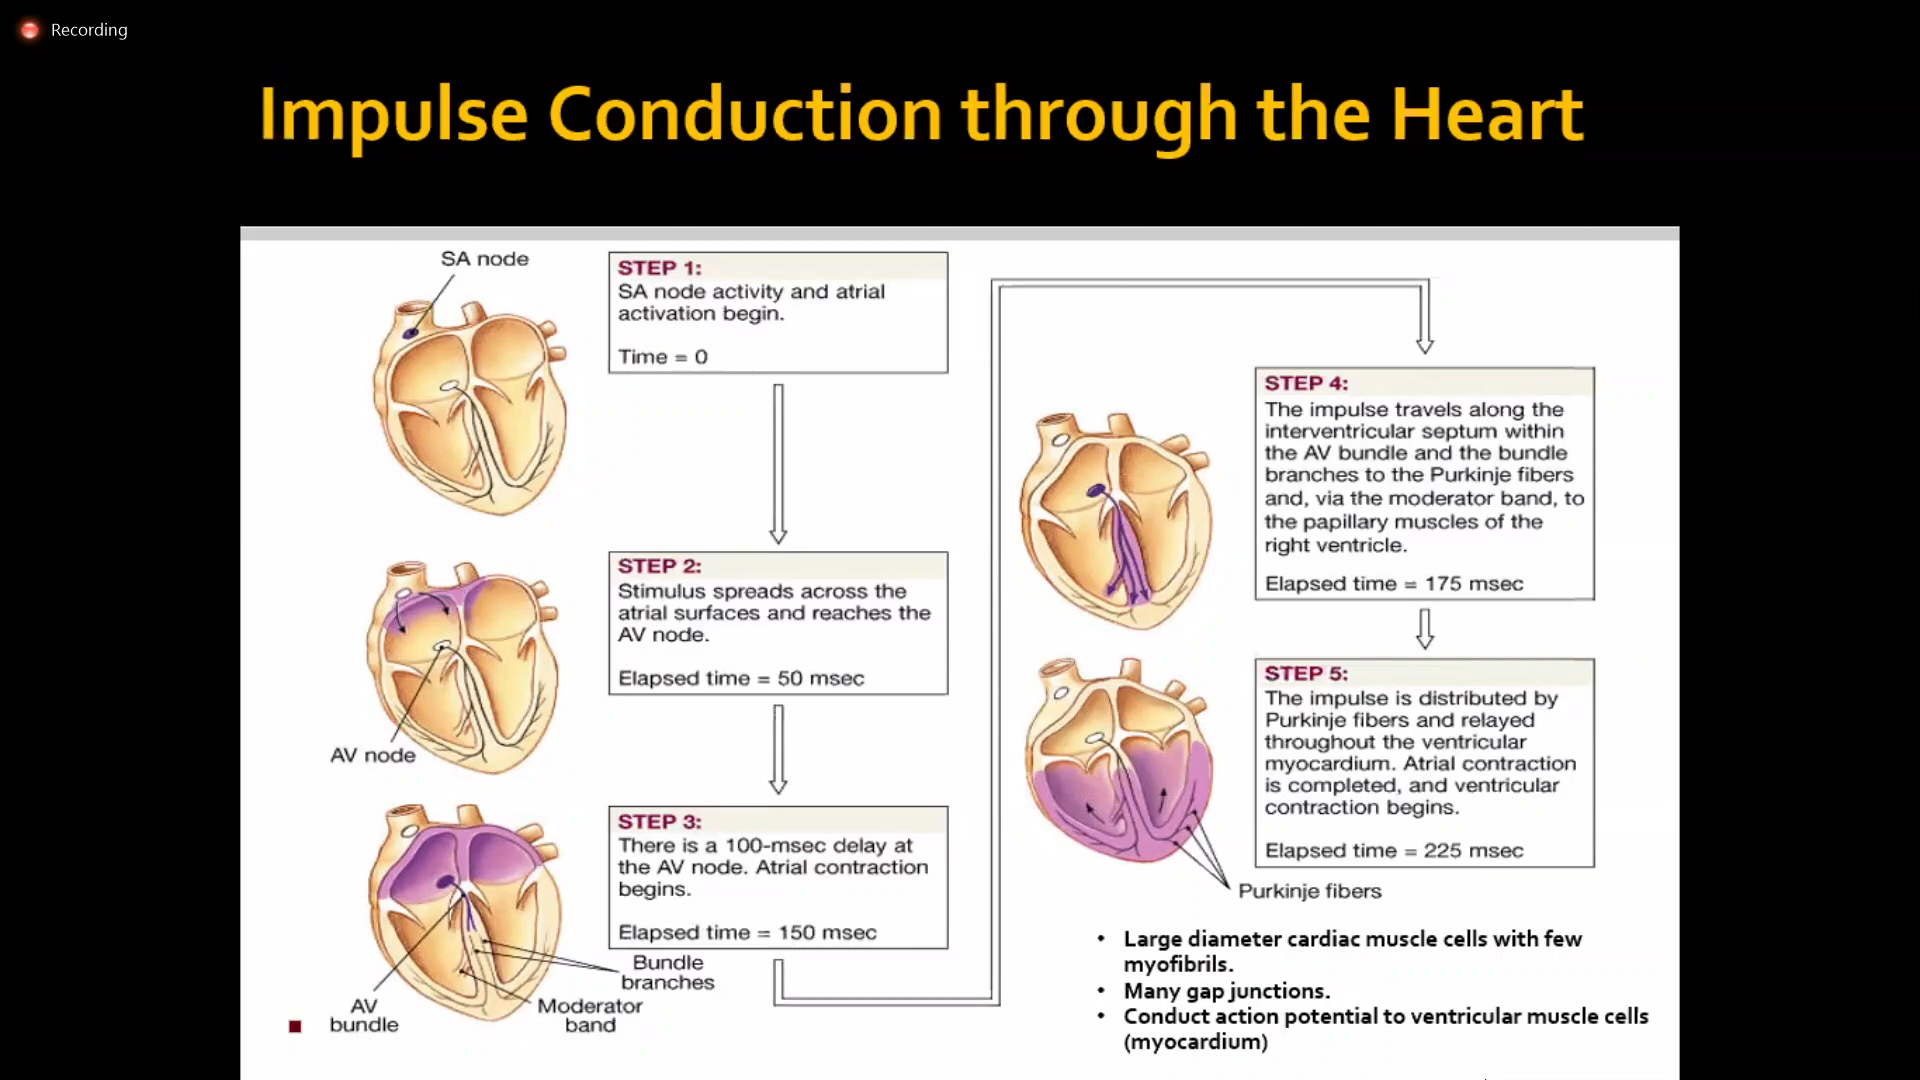 Recording
Impulse Conduction through the Heart
SA node
STEP 1:
SA node activity and atrial
activation begin.
Time = 0
STEP 2:
Stimulus spreads across the
atrial surfaces and reaches the
AV node.
Elapsed time = 50 msec
AV node
STEP 3:
There is a 100-msec delay at
the AV node. Atrial contraction
begins.
Elapsed time = 150 msec
Bundle
branches
Moderator
band
AV
bundle
STEP 4:
The impulse travels along the
interventricular septum within
the AV bundle and the bundle
branches to the Purkinje fibers
and, via the moderator band, to
the papillary muscles of the
right ventricle.
Elapsed time = 175 msec
STEP 5:
The impulse is distributed by
Purkinje fibers and relayed
throughout the ventricular
myocardium. Atrial contraction
is completed, and ventricular
contraction begins.
Elapsed time = 225 msec
Purkinje fibers
• Large diameter cardiac muscle cells with few
myofibrils.
• Many gap junctions.
• Conduct action potential to ventricular muscle cells
(myocardium)